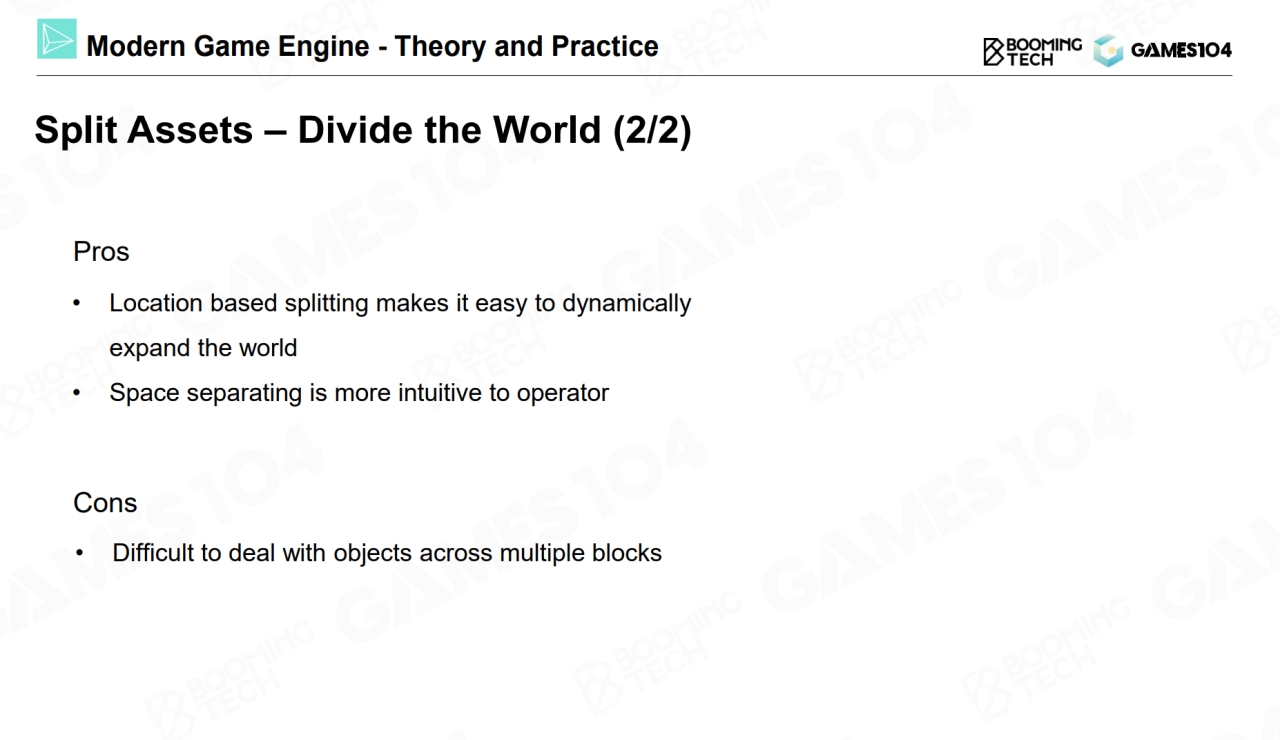 Modern Game Engine - Theory and Practice
BOOMING TECH
GAMES104
Split Assets – Divide the World (2/2)
Pros
• Location based splitting makes it easy to dynamically
expand the world
• Space separating is more intuitive to operator
Cons
• Difficult to deal with objects across multiple blocks